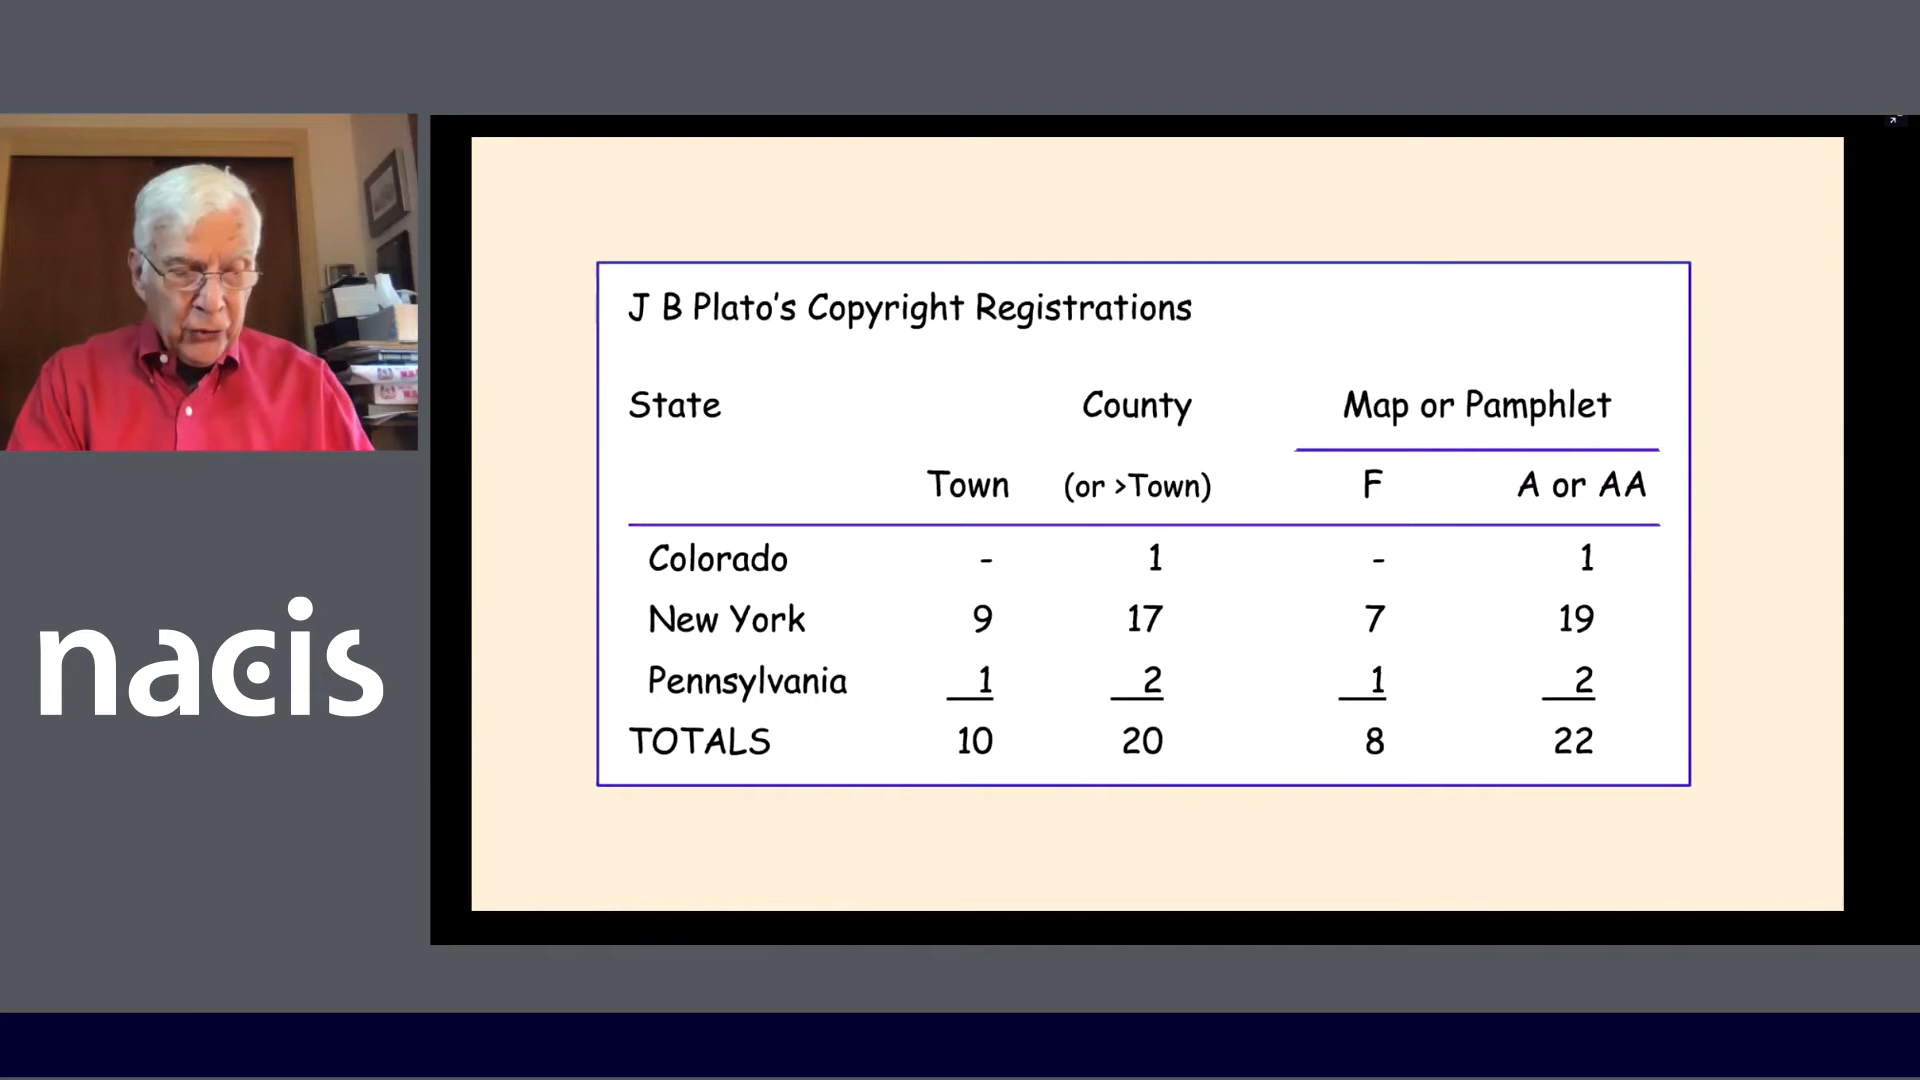 J B Plato's Copyright Registrations
State County Map or Pamphlet
Town (or >Town) F A or AA
Colorado - 1 - 1
New York 9 17 7 19
Pennsylvania 1 2 1 2
TOTALS 10 20 8 22
nacis